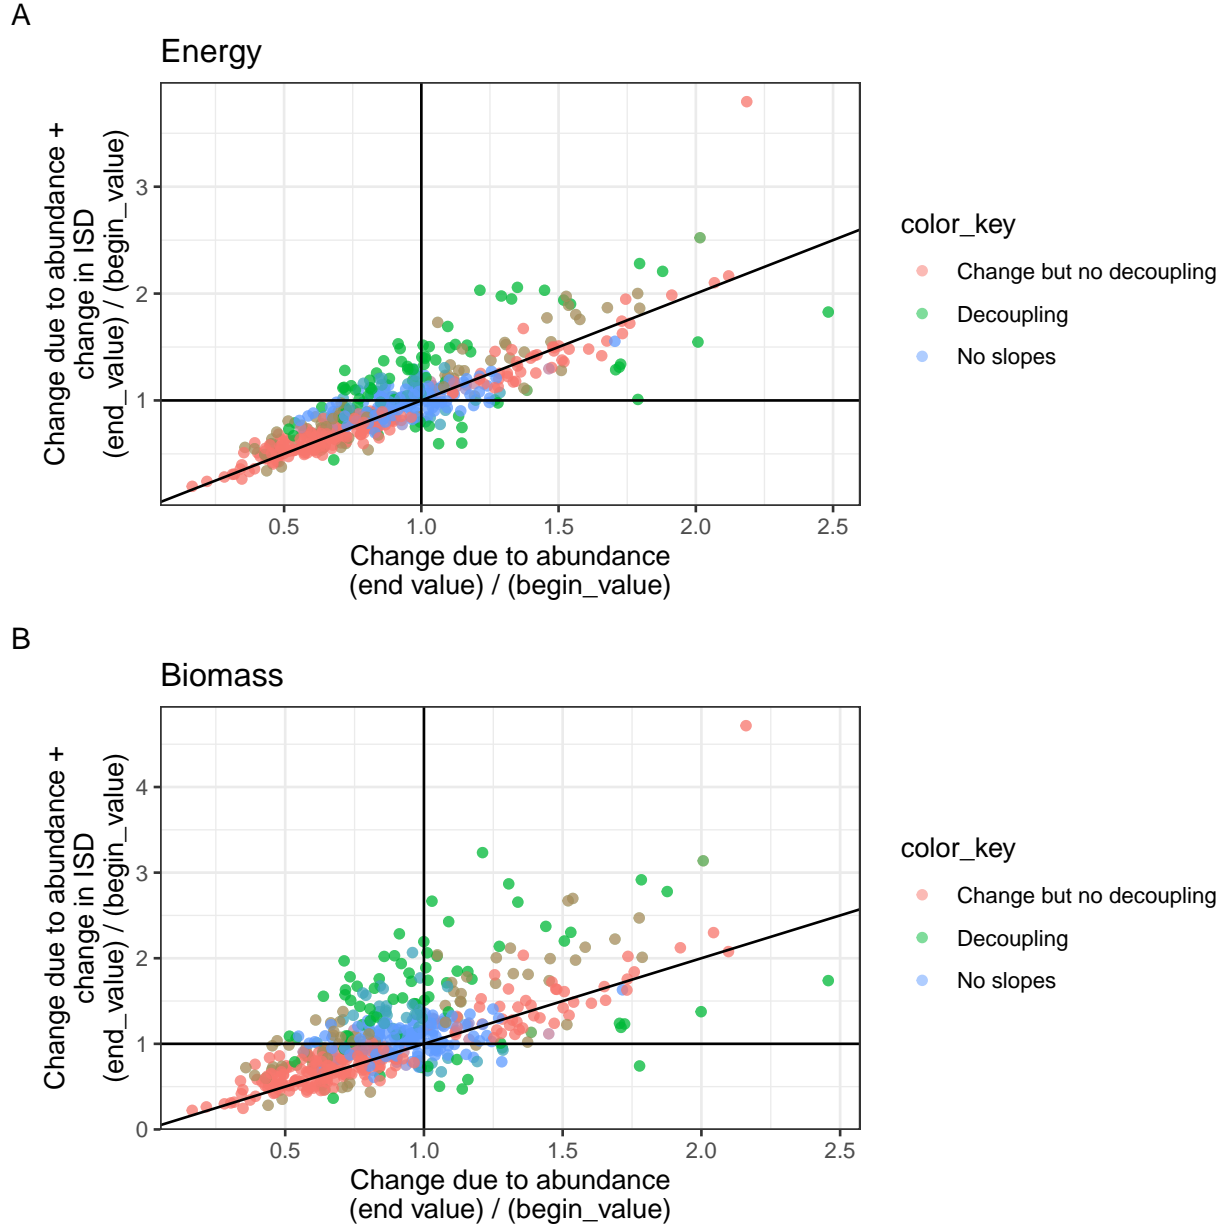 A
Energy
Change due to abundance +
change in ISD
(end_value) / (begin_value)
3
2
1
0.5
1.0
1.5
2.0
2.5
Change due to abundance
(end value) / (begin_value)
color_key
Change but no decoupling
Decoupling
No slopes
B
Biomass
Change due to abundance +
change in ISD
(end_value) / (begin_value)
4
3
2
1
0
0.5
1.0
1.5
2.0
2.5
Change due to abundance
(end value) / (begin_value)
color_key
Change but no decoupling
Decoupling
No slopes